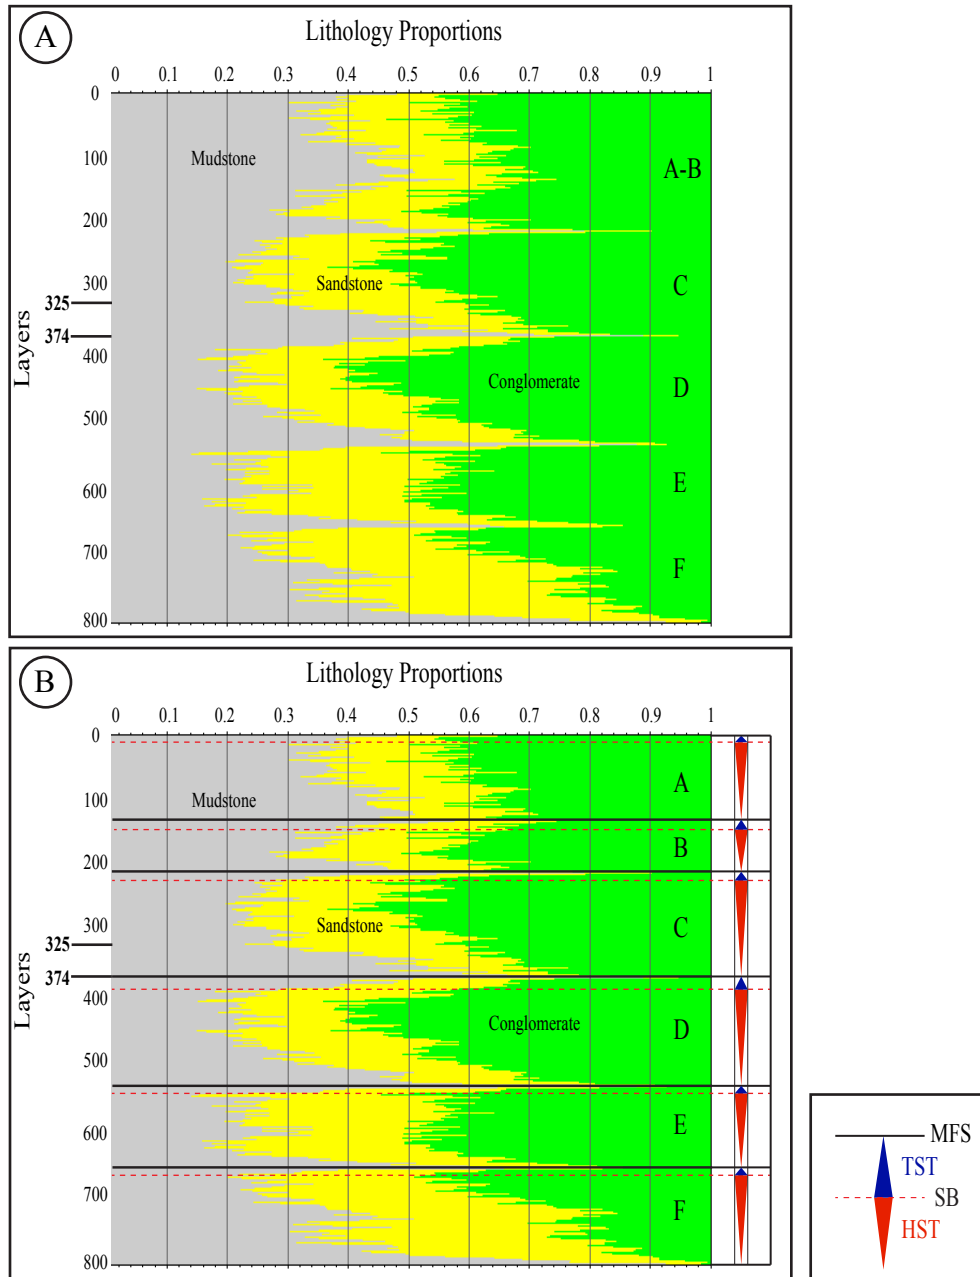 A
Lithology Proportions
0 0.1 0.2 0.3 0.4 0.5 0.6 0.7 0.8 0.9 1
0
Mudstone
100
A-B
200
Sandstone
300
C
325
374
Layers
400
Conglomerate
D
500
E
600
700
F
800
B
Lithology Proportions
0 0.1 0.2 0.3 0.4 0.5 0.6 0.7 0.8 0.9 1
0
A
Mudstone
100
B
200
Sandstone
300
C
325
374
Layers
400
Conglomerate
D
500
E
600
700
F
800
MFS
TST
SB
HST